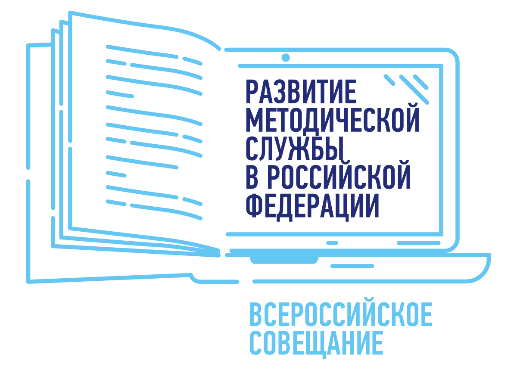 РАЗВИТИЕ
МЕТОДИЧЕСКОЙ
СЛУЖБЫ
В РОССИЙСКОЙ
ФЕДЕРАЦИИ
ВСЕРОССИЙСКОЕ
СОВЕЩАНИЕ